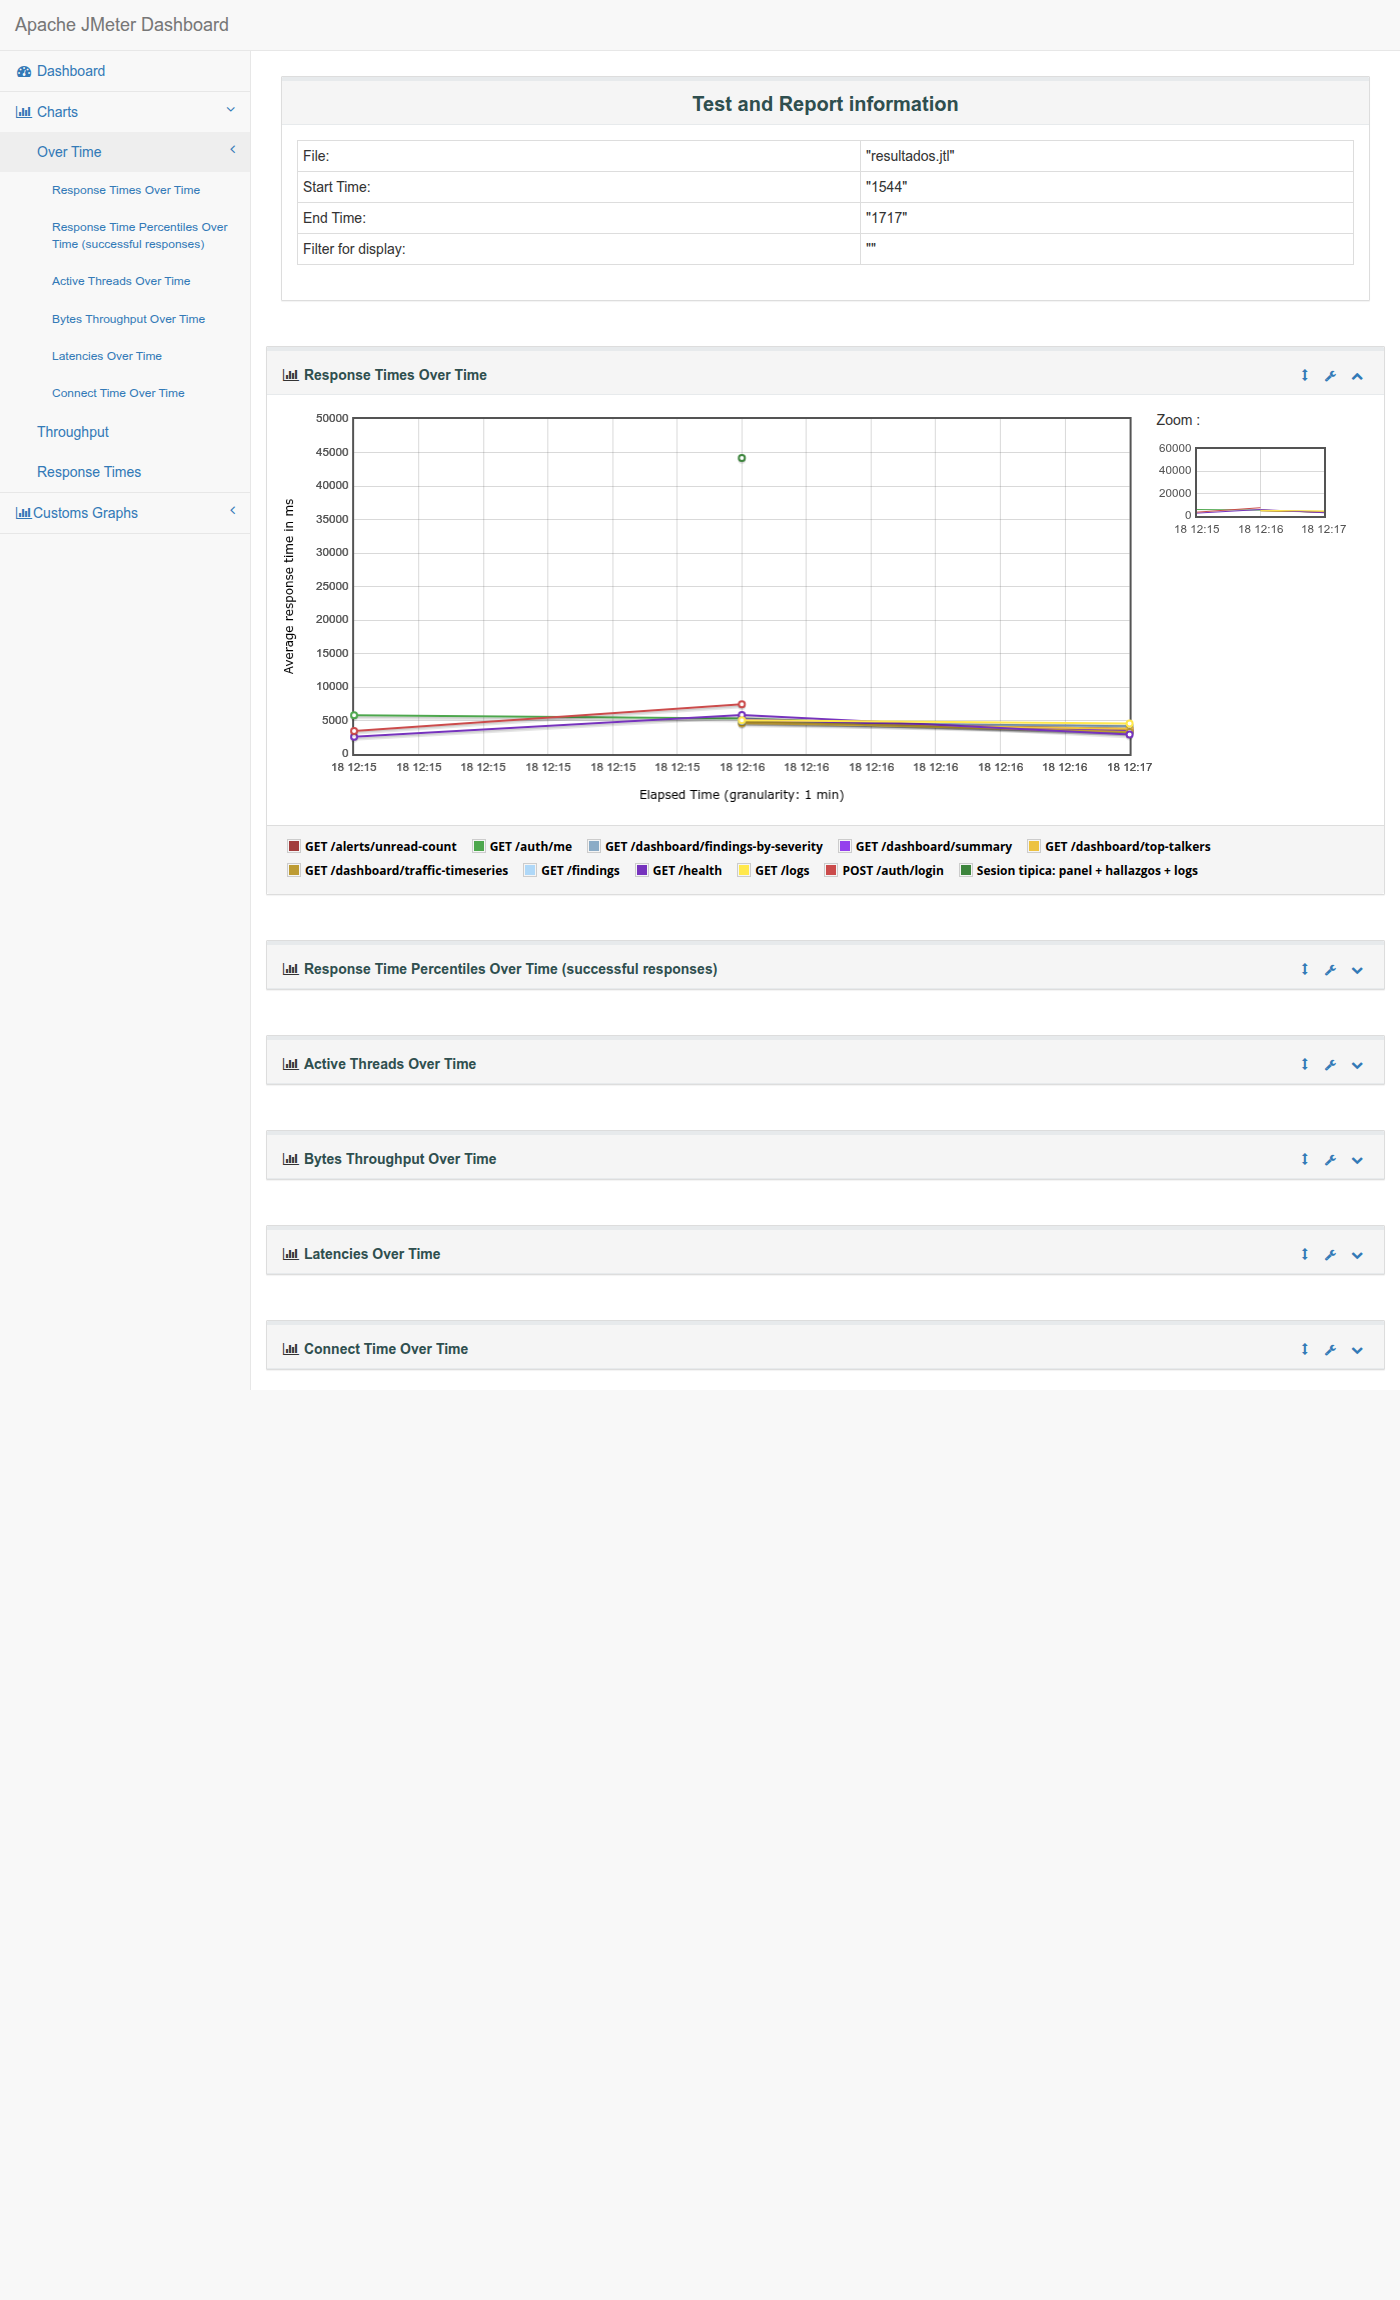 Apache JMeter Dashboard
Dashboard
Charts
Over Time
Response Times Over Time
Response Time Percentiles Over
Time (successful responses)
Active Threads Over Time
Bytes Throughput Over Time
Latencies Over Time
Connect Time Over Time
Throughput
Response Times
Customs Graphs
Test and Report information
File: "resultados.jtl"
Start Time: "1544"
End Time: "1717"
Filter for display: ""
Response Times Over Time
Average response time in ms
50000
45000
40000
35000
30000
25000
20000
15000
10000
5000
0
18 12:15 18 12:15 18 12:15 18 12:15 18 12:15 18 12:15 18 12:16 18 12:16 18 12:16 18 12:16 18 12:16 18 12:16 18 12:17
Elapsed Time (granularity: 1 min)
Zoom :
60000
40000
20000
0
18 12:15 18 12:16 18 12:17
GET /alerts/unread-count GET /auth/me GET /dashboard/findings-by-severity GET /dashboard/summary GET /dashboard/top-talkers
GET /dashboard/traffic-timeseries GET /findings GET /health GET /logs POST /auth/login Sesion tipica: panel + hallazgos + logs
Response Time Percentiles Over Time (successful responses)
Active Threads Over Time
Bytes Throughput Over Time
Latencies Over Time
Connect Time Over Time